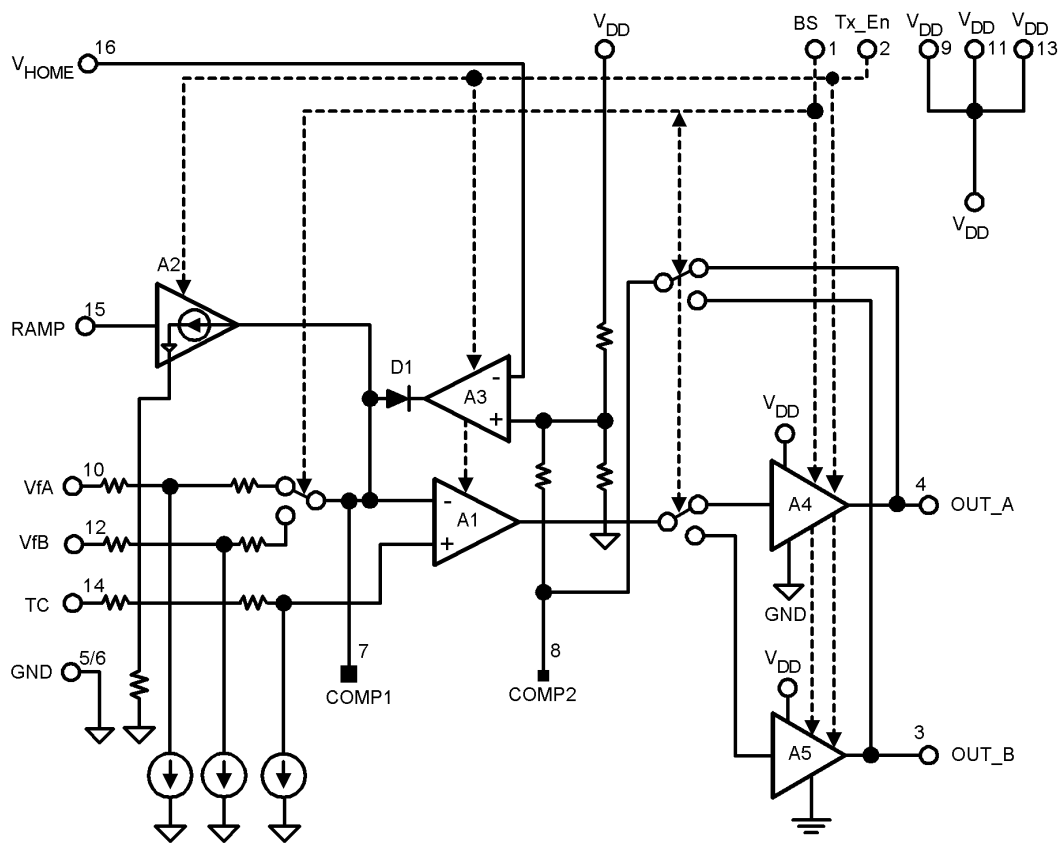 VDD
BS
Tx_En
VDD
VDD
VDD
16
1
2
9
11
13
VHOME
VDD
A2
15
RAMP
D1
-
A3
+
VDD
10
VfA
-
A1
+
A4
4
OUT_A
12
VfB
14
TC
GND
5/6
GND
7
8
VDD
COMP1
COMP2
3
A5
OUT_B